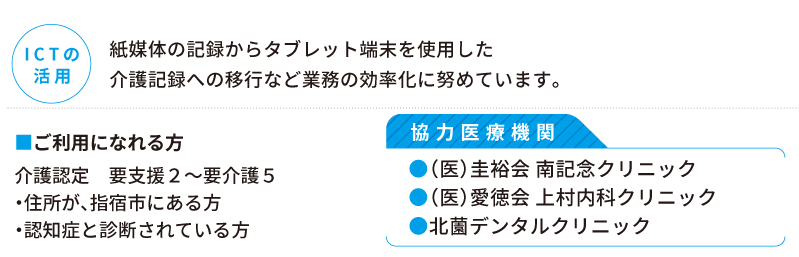 ICTの
活用
紙媒体の記録からタブレット端末を使用した
介護記録への移行など業務の効率化に努めています。
■ご利用になれる方
介護認定　要支援２～要介護５
・住所が、指宿市にある方
・認知症と診断されている方
協力医療機関
●（医）圭裕会 南記念クリニック
●（医）愛徳会 上村内科クリニック
●北薗デンタルクリニック